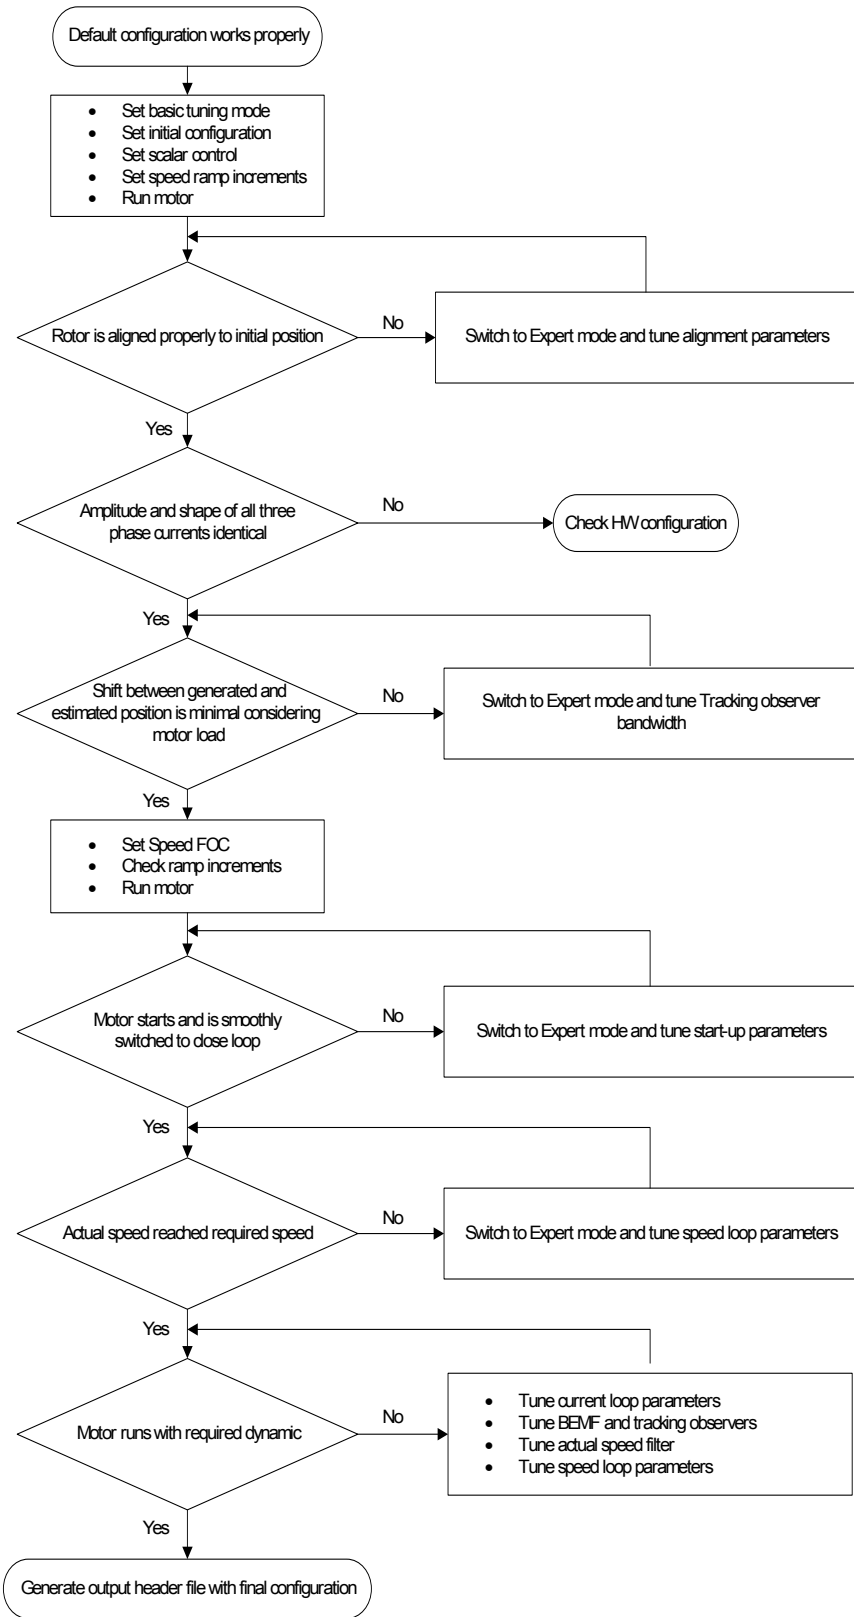 Default configuration works properly
• Set basic tuning mode
• Set initial configuration
• Set scalar control
• Set speed ramp increments
• Run motor
Rotor is aligned properly to initial position
No
Switch to Expert mode and tune alignment parameters
Yes
Amplitude and shape of all three
phase currents identical
No
Check HW configuration
Yes
Shift between generated and
estimated position is minimal considering
motor load
No
Switch to Expert mode and tune Tracking observer
bandwidth
Yes
• Set Speed FOC
• Check ramp increments
• Run motor
Motor starts and is smoothly
switched to close loop
No
Switch to Expert mode and tune start-up parameters
Yes
Actual speed reached required speed
No
Switch to Expert mode and tune speed loop parameters
Yes
Motor runs with required dynamic
No
• Tune current loop parameters
• Tune BEMF and tracking observers
• Tune actual speed filter
• Tune speed loop parameters
Yes
Generate output header file with final configuration